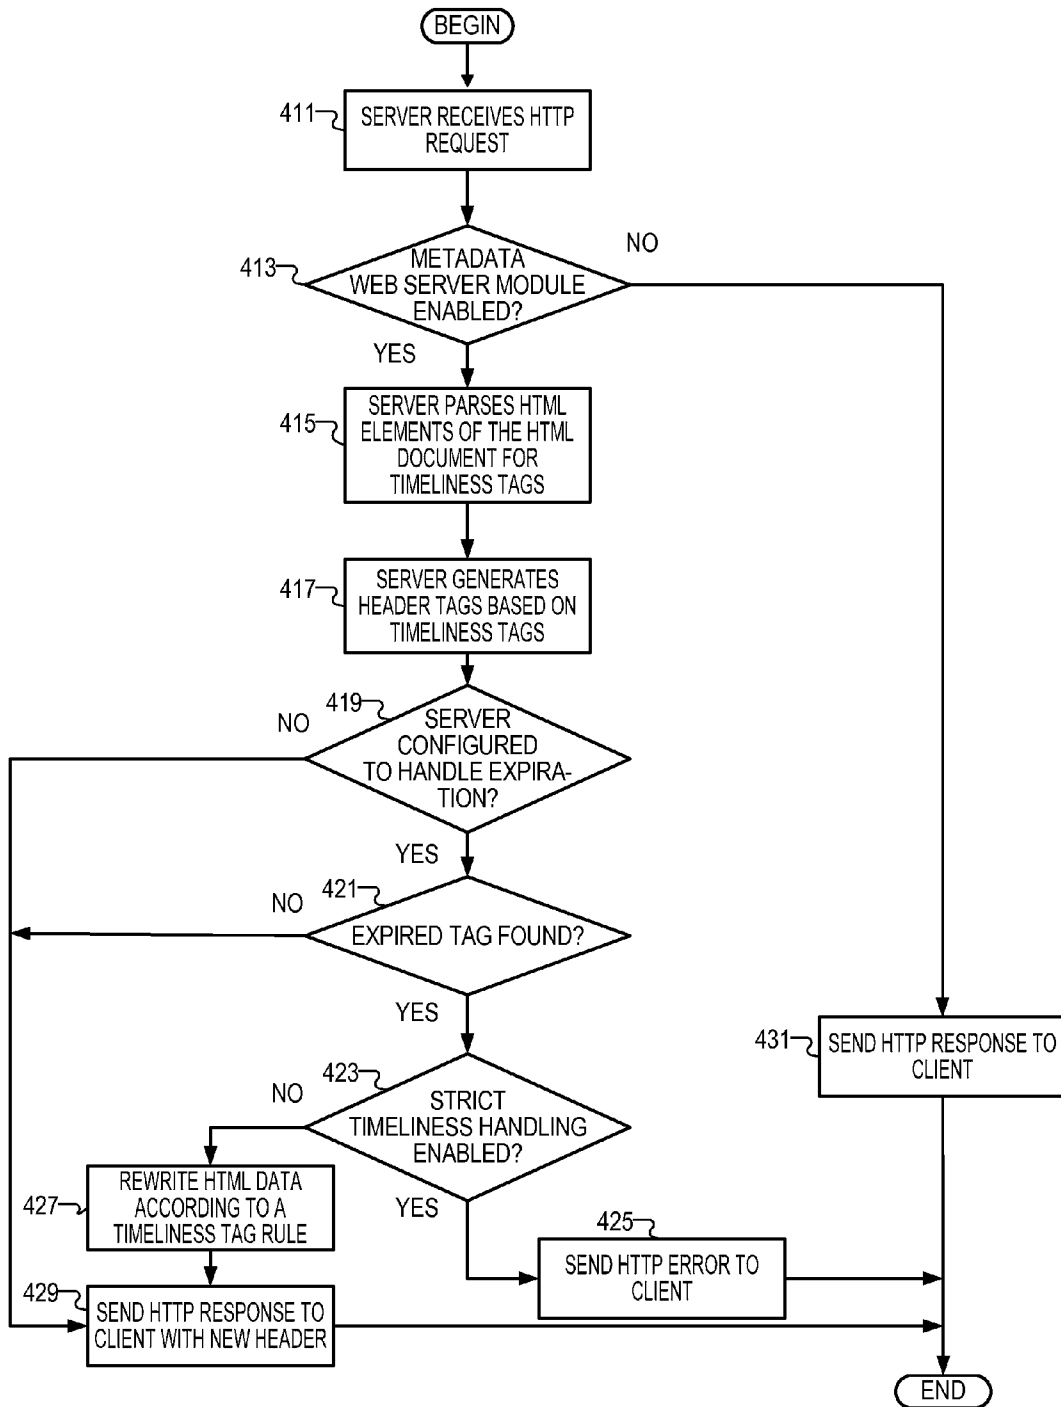 BEGIN
411
SERVER RECEIVES HTTP
REQUEST
413
METADATA
WEB SERVER MODULE
ENABLED?
NO
YES
415
SERVER PARSES HTML
ELEMENTS OF THE HTML
DOCUMENT FOR
TIMELINESS TAGS
417
SERVER GENERATES
HEADER TAGS BASED ON
TIMELINESS TAGS
419
NO
SERVER
CONFIGURED
TO HANDLE EXPIRA-
TION?
YES
421
NO
EXPIRED TAG FOUND?
YES
423
NO
STRICT
TIMELINESS HANDLING
ENABLED?
YES
431
SEND HTTP RESPONSE TO
CLIENT
427
REWRITE HTML DATA
ACCORDING TO A
TIMELINESS TAG RULE
425
SEND HTTP ERROR TO
CLIENT
429
SEND HTTP RESPONSE TO
CLIENT WITH NEW HEADER
END